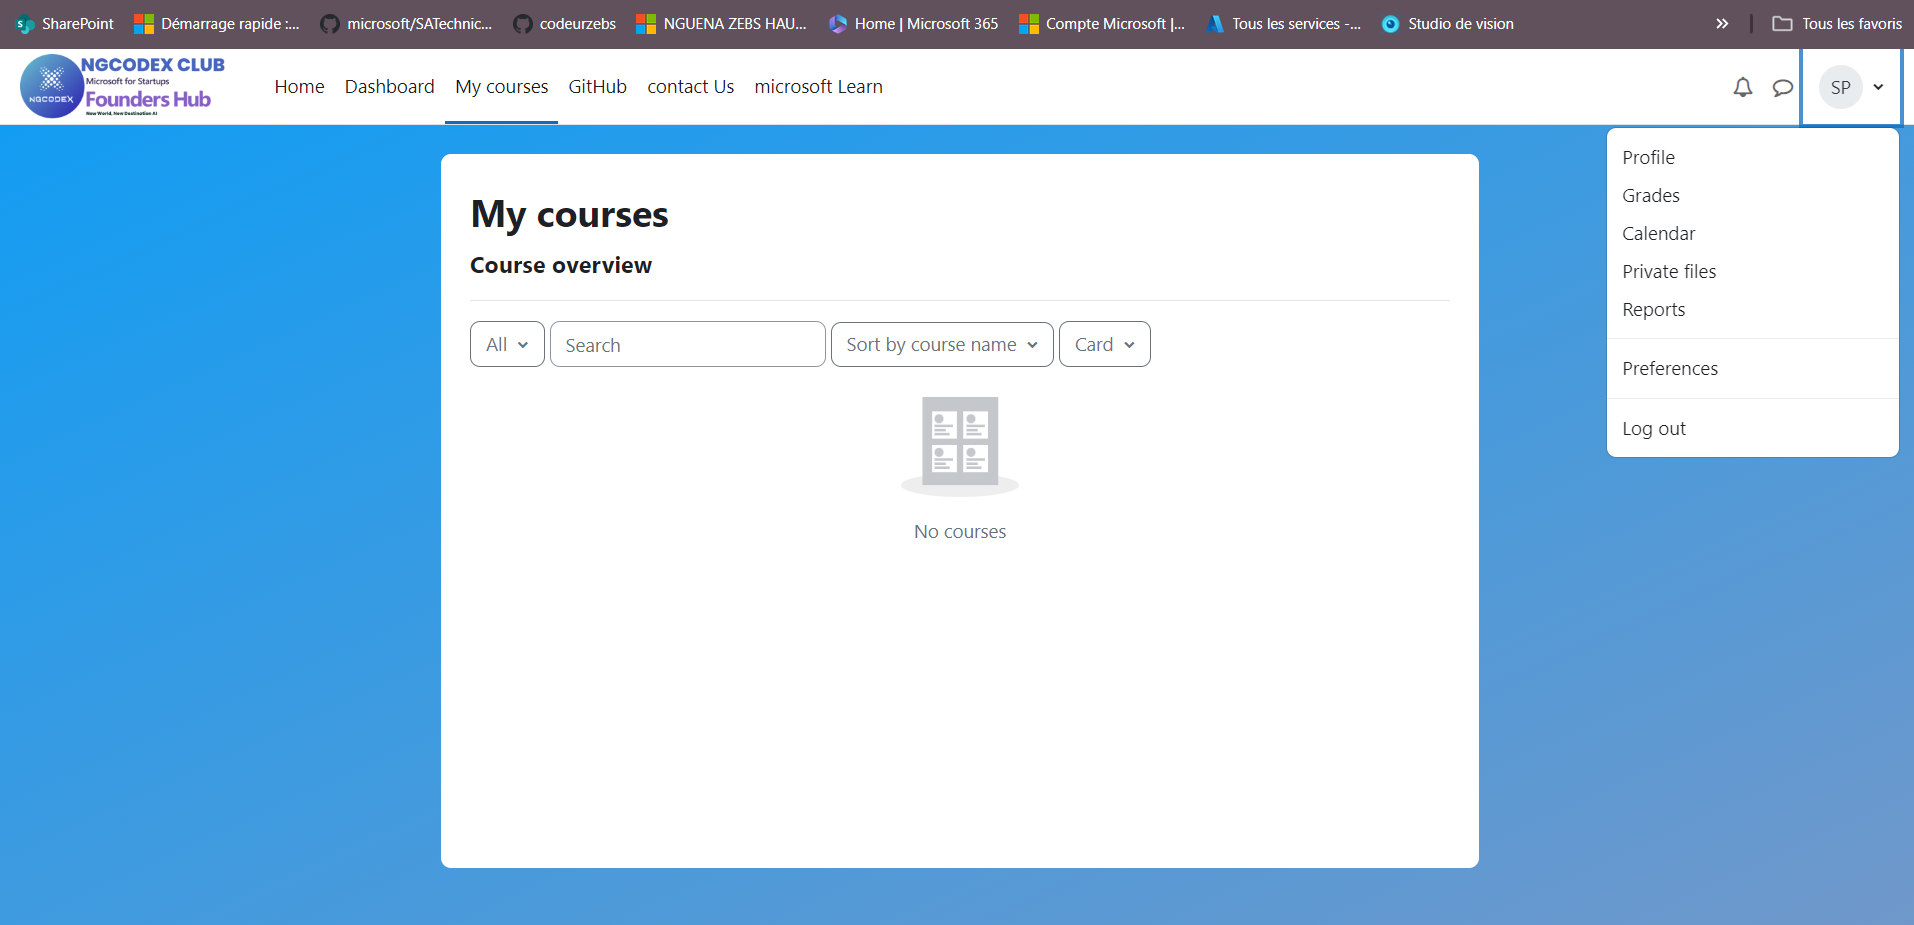 SharePoint Démarrage rapide :... microsoft/SATechnic... codeurzebs NGUENA ZEBS HAU... Home | Microsoft 365 Compte Microsoft |... Tous les services -... Studio de vision » Tous les favoris
NGCODEX
NGCODEX CLUB
Microsoft for Startups
Founders Hub
New World, New Destination AI
Home Dashboard My courses GitHub contact Us microsoft Learn SP
Profile
Grades
Calendar
Private files
Reports
Preferences
Log out
My courses
Course overview
All Search Sort by course name Card
No courses